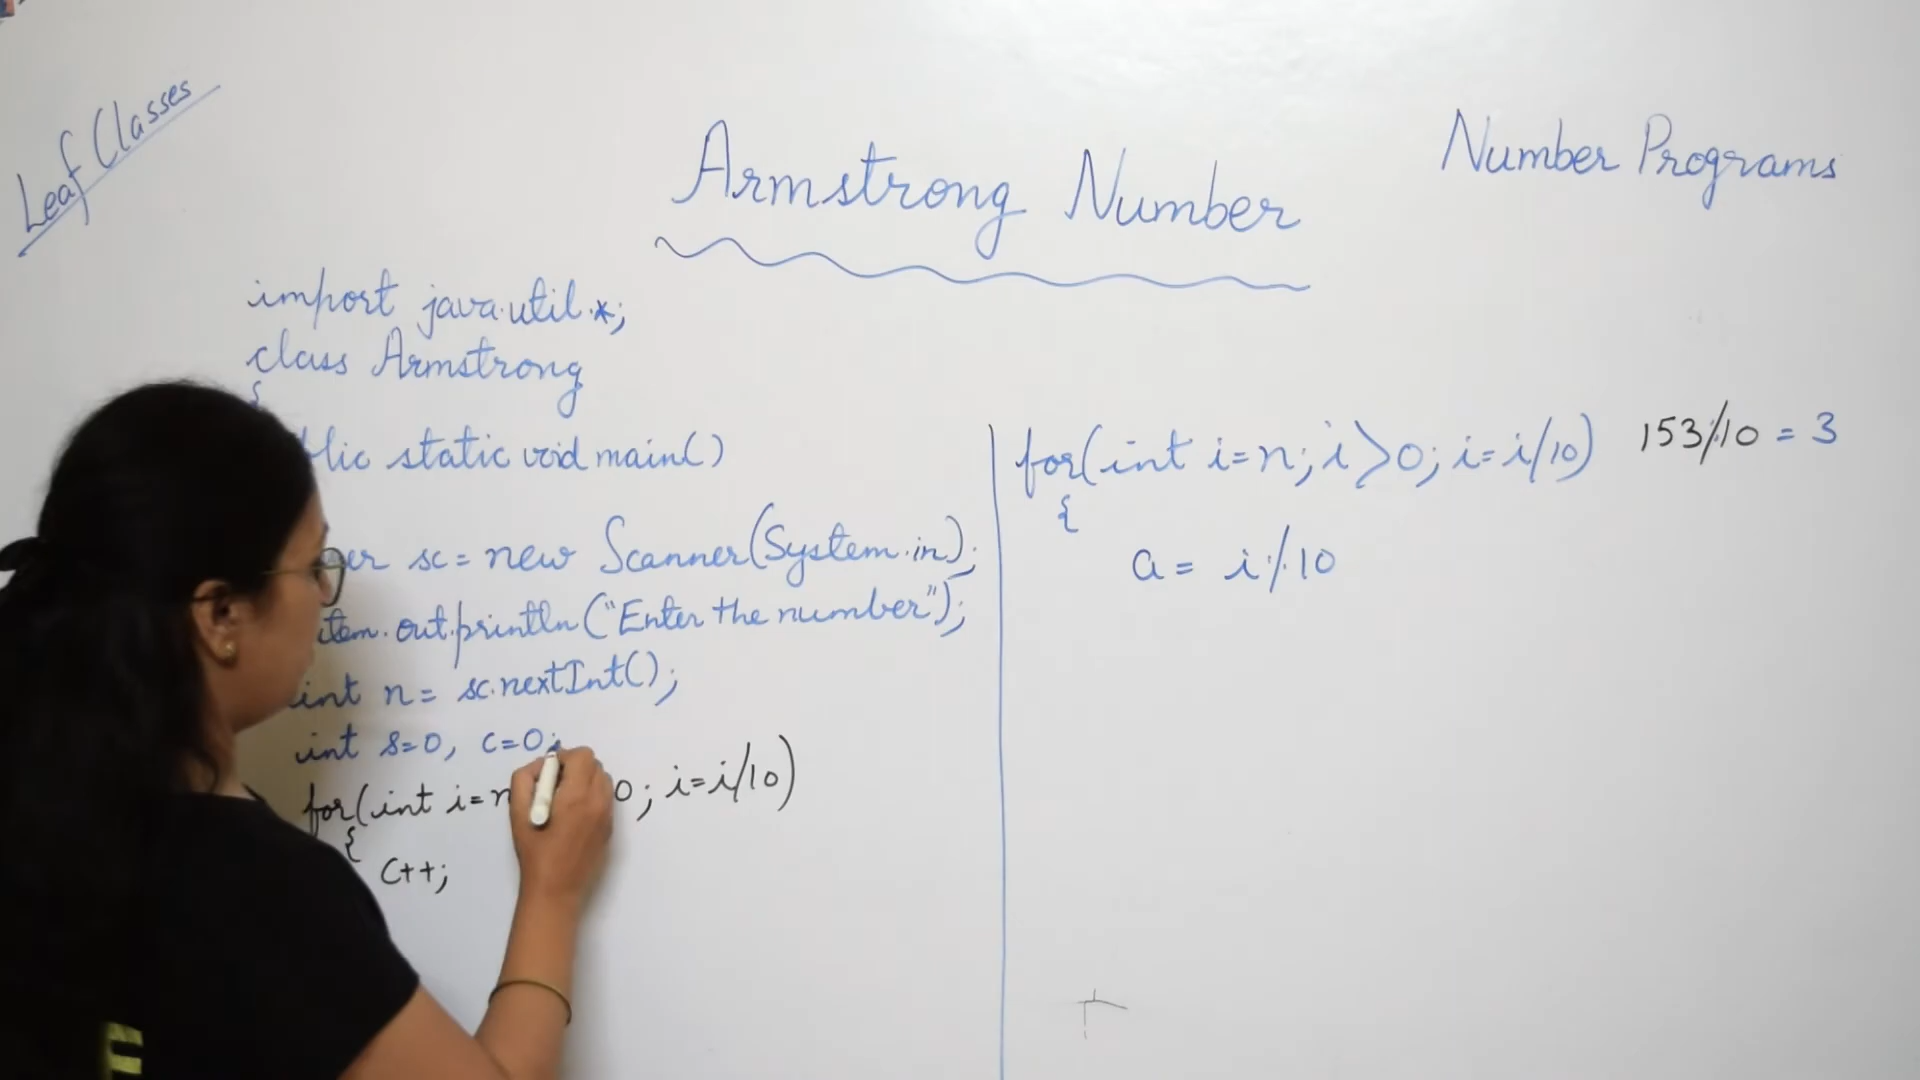 Leaf Classes
Armstrong Number
Number Programs
import java.util.*;
class Armstrong
{
static void main()
sc = new Scanner(System.in);
out.println("Enter the number");
int n = sc.nextInt();
int s=0, c=0;
for(int i=n 0; i=i/10)
{
c++;
for(int i=n; i>0; i=i/10)
{
a = i%10
153%10 = 3